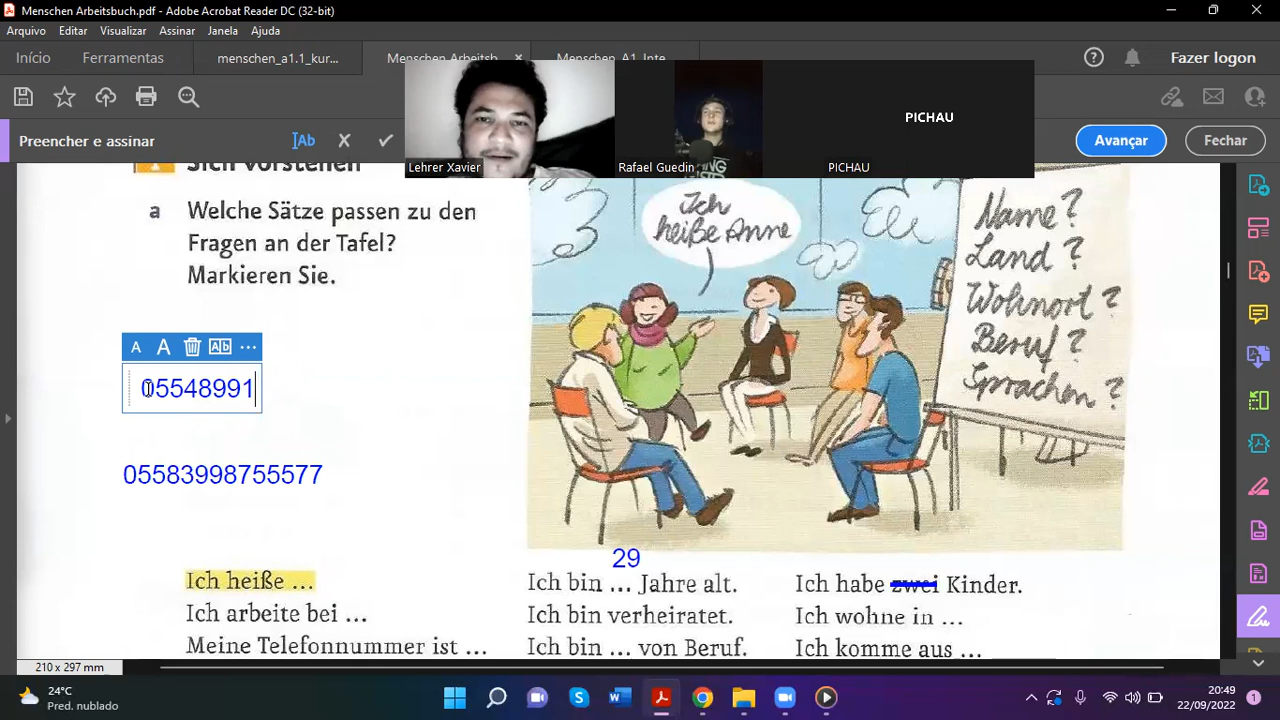 Menschen Arbeitsbuch.pdf - Adobe Acrobat Reader DC (32-bit)
Arquivo Editar Visualizar Assinar Janela Ajuda
Início Ferramentas menschen_a1.1_kur... Menschen Arbeitsb... Menschen_A1_Inte... Fazer logon
Preencher e assinar Ab Avançar Fechar
Lehrer Xavier Rafael Guedin PICHAU
PICHAU
Sich vorstellen
a Welche Sätze passen zu den
Fragen an der Tafel?
Markieren Sie.
Ich
heiße Anne
Name?
Land?
Wohnort?
Beruf?
Sprachen?
A A Ab ...
05548991
05583998755577
29
Ich heiße ... Ich bin ... Jahre alt. Ich habe zwei Kinder.
Ich arbeite bei ... Ich bin verheiratet. Ich wohne in ...
Meine Telefonnummer ist ... Ich bin ... von Beruf. Ich komme aus ...
210 x 297 mm
24°C
Pred. nublado
20:49
22/09/2022
1